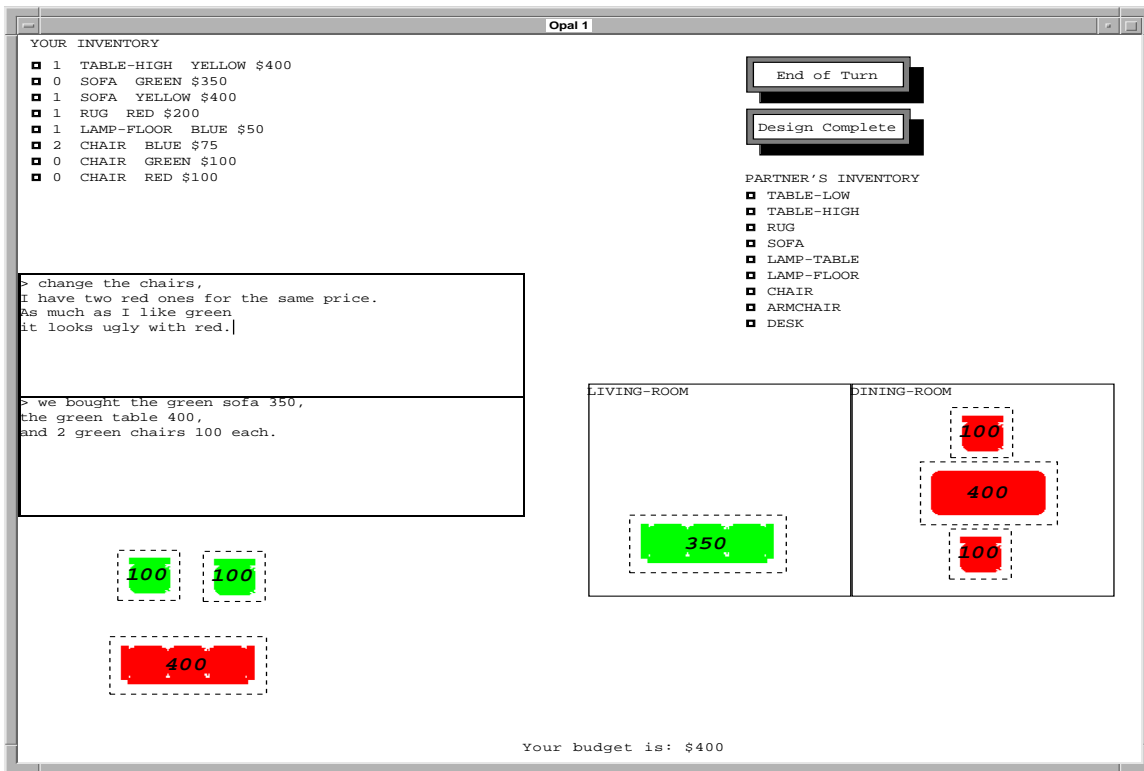 Opal 1
YOUR INVENTORY
1 TABLE-HIGH YELLOW $400
0 SOFA GREEN $350
1 SOFA YELLOW $400
1 RUG RED $200
1 LAMP-FLOOR BLUE $50
2 CHAIR BLUE $75
0 CHAIR GREEN $100
0 CHAIR RED $100
End of Turn
Design Complete
PARTNER'S INVENTORY
TABLE-LOW
TABLE-HIGH
RUG
SOFA
LAMP-TABLE
LAMP-FLOOR
CHAIR
ARMCHAIR
DESK
> change the chairs,
I have two red ones for the same price.
As much as I like green
it looks ugly with red.
> we bought the green sofa 350,
the green table 400,
and 2 green chairs 100 each.
LIVING-ROOM
350
DINING-ROOM
100
400
100
100 100
400
Your budget is: $400